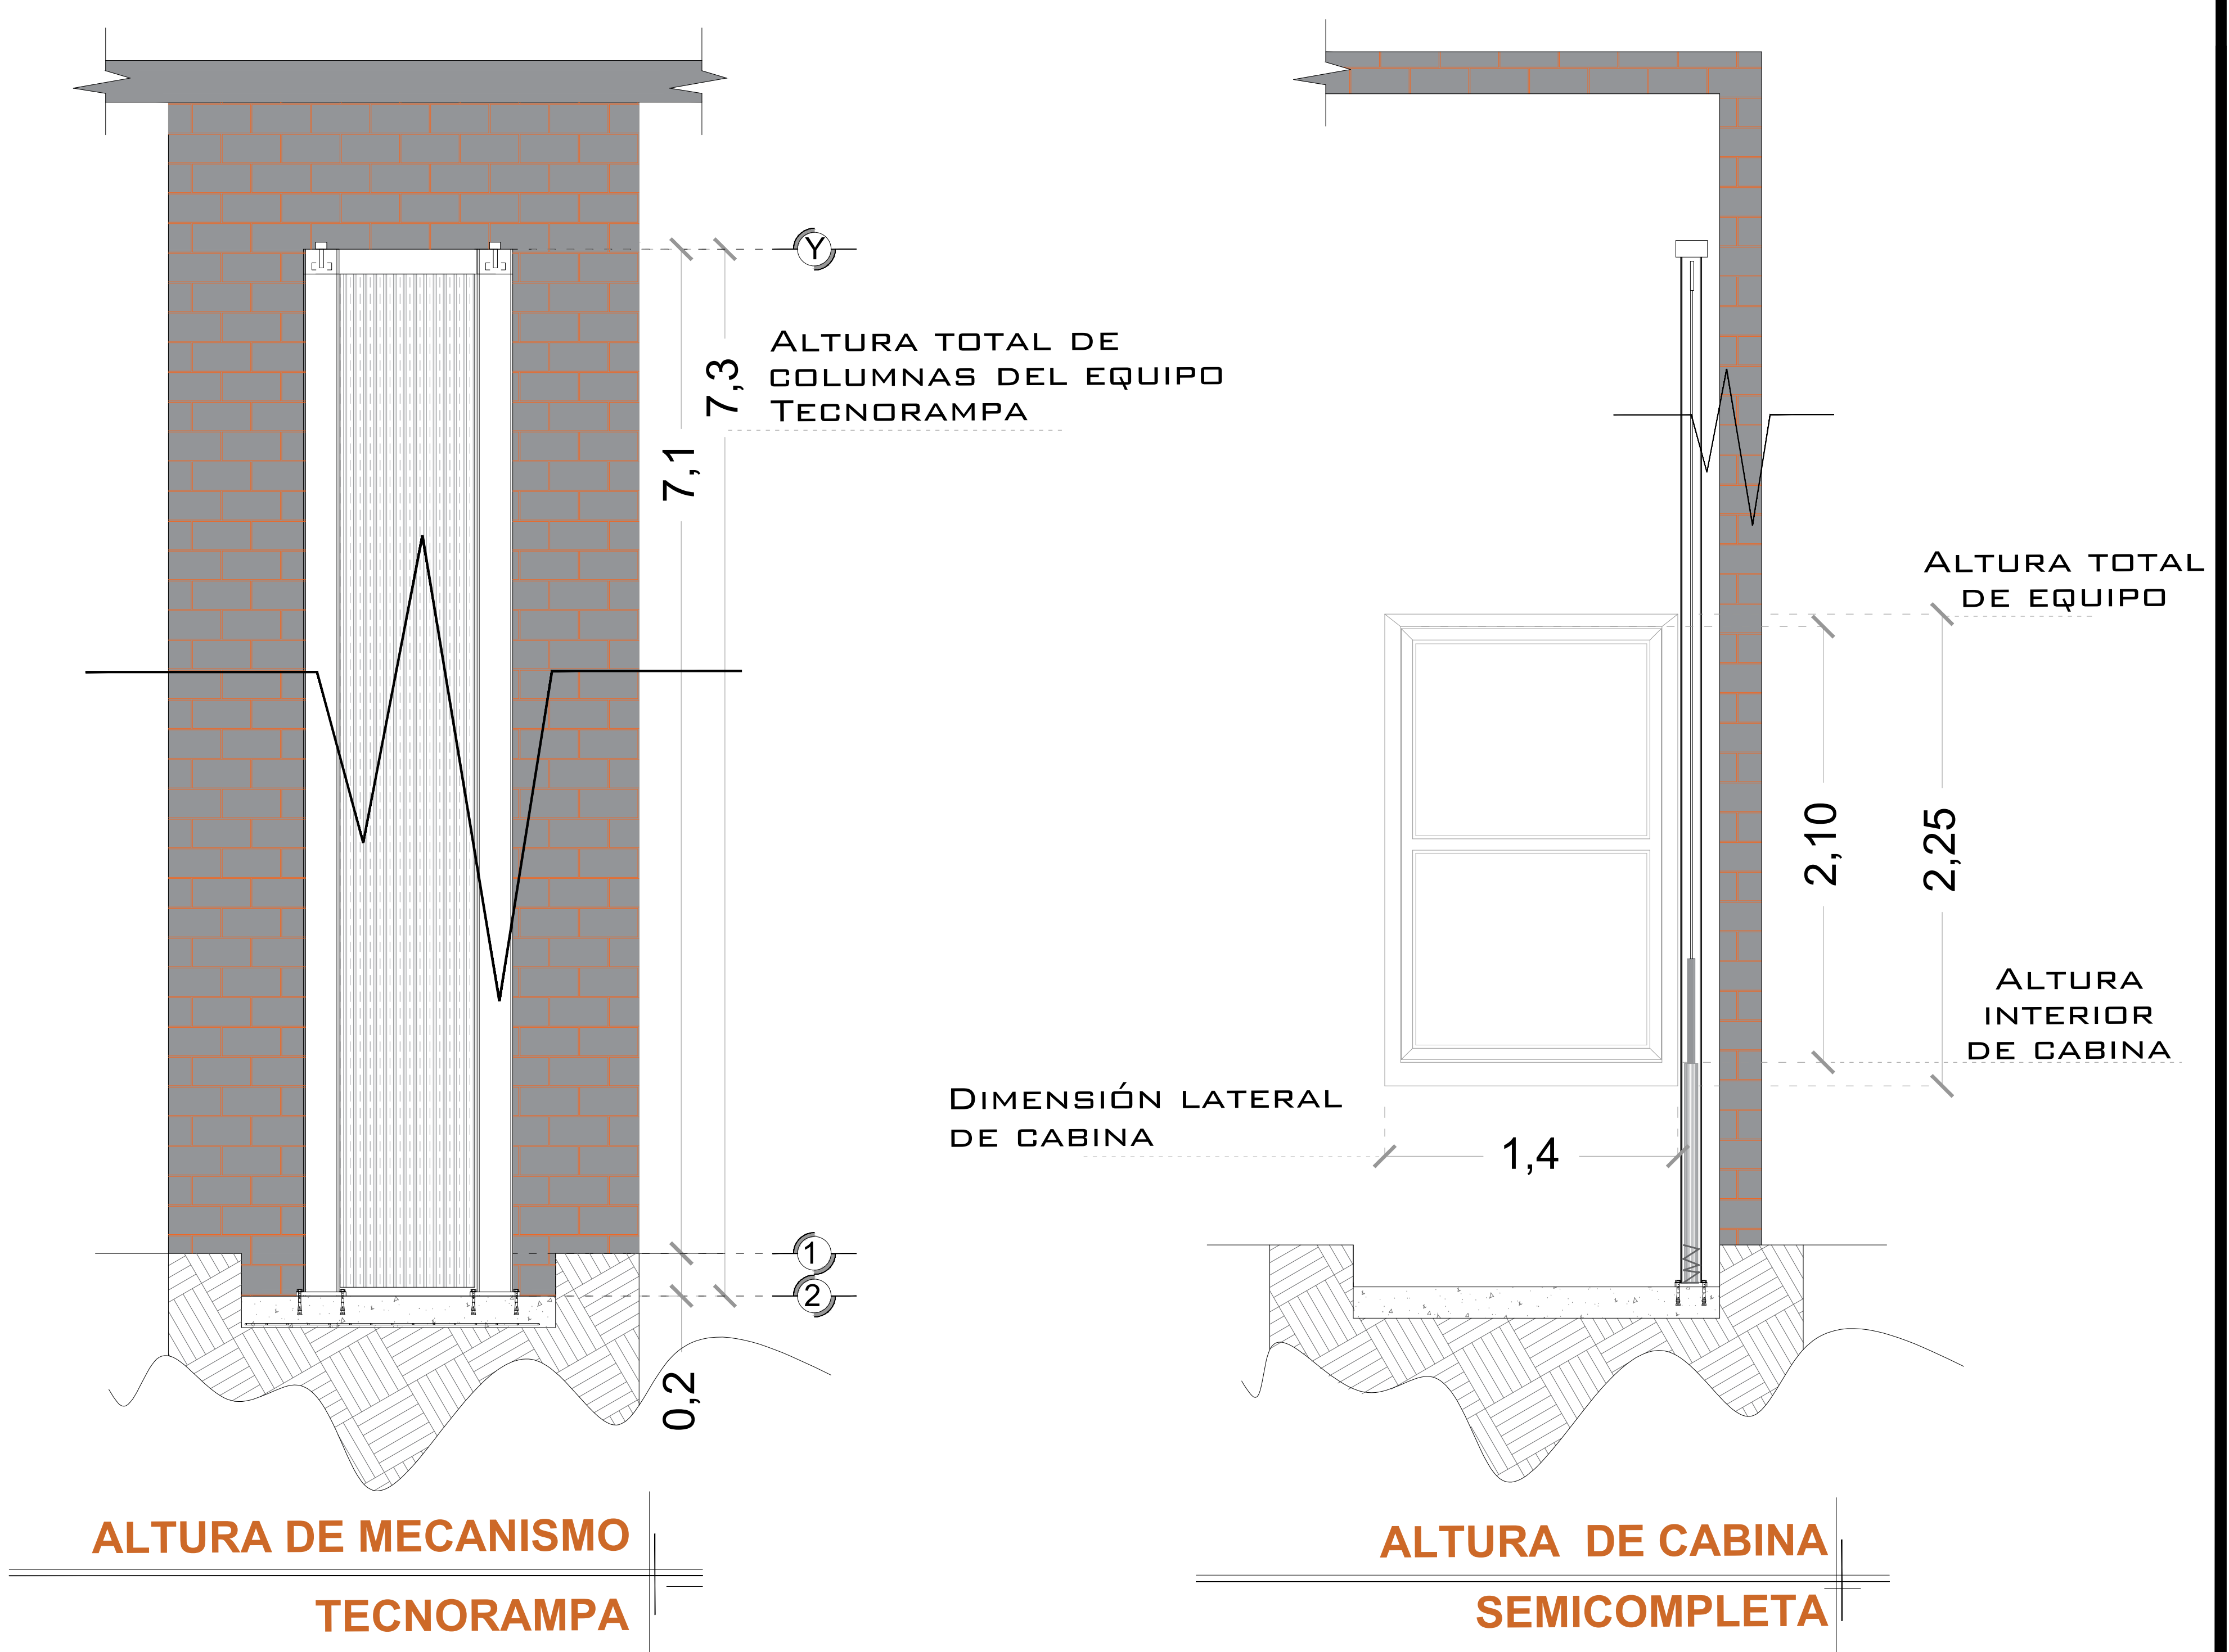 Y
ALTURA TOTAL DE
COLUMNAS DEL EQUIPO
TECNORAMPA
7,3
7,1
1
2
0,2
ALTURA DE MECANISMO
TECNORAMPA
ALTURA TOTAL
DE EQUIPO
2,10
2,25
ALTURA
INTERIOR
DE CABINA
DIMENSIÓN LATERAL
DE CABINA
1,4
ALTURA DE CABINA
SEMICOMPLETA